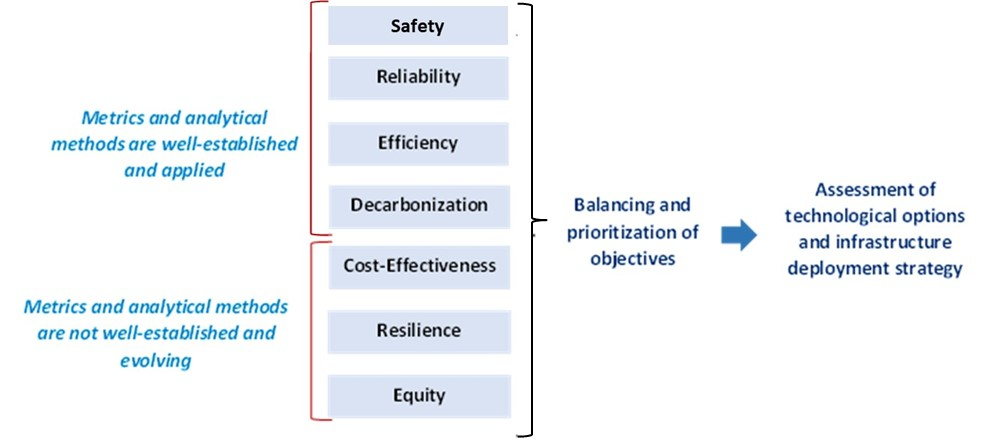 Metrics and analytical
methods are well-established
and applied
Metrics and analytical methods
are not well-established and
evolving
Safety
Reliability
Efficiency
Decarbonization
Cost-Effectiveness
Resilience
Equity
Balancing and
prioritization of
objectives
Assessment of
technological options
and infrastructure
deployment strategy